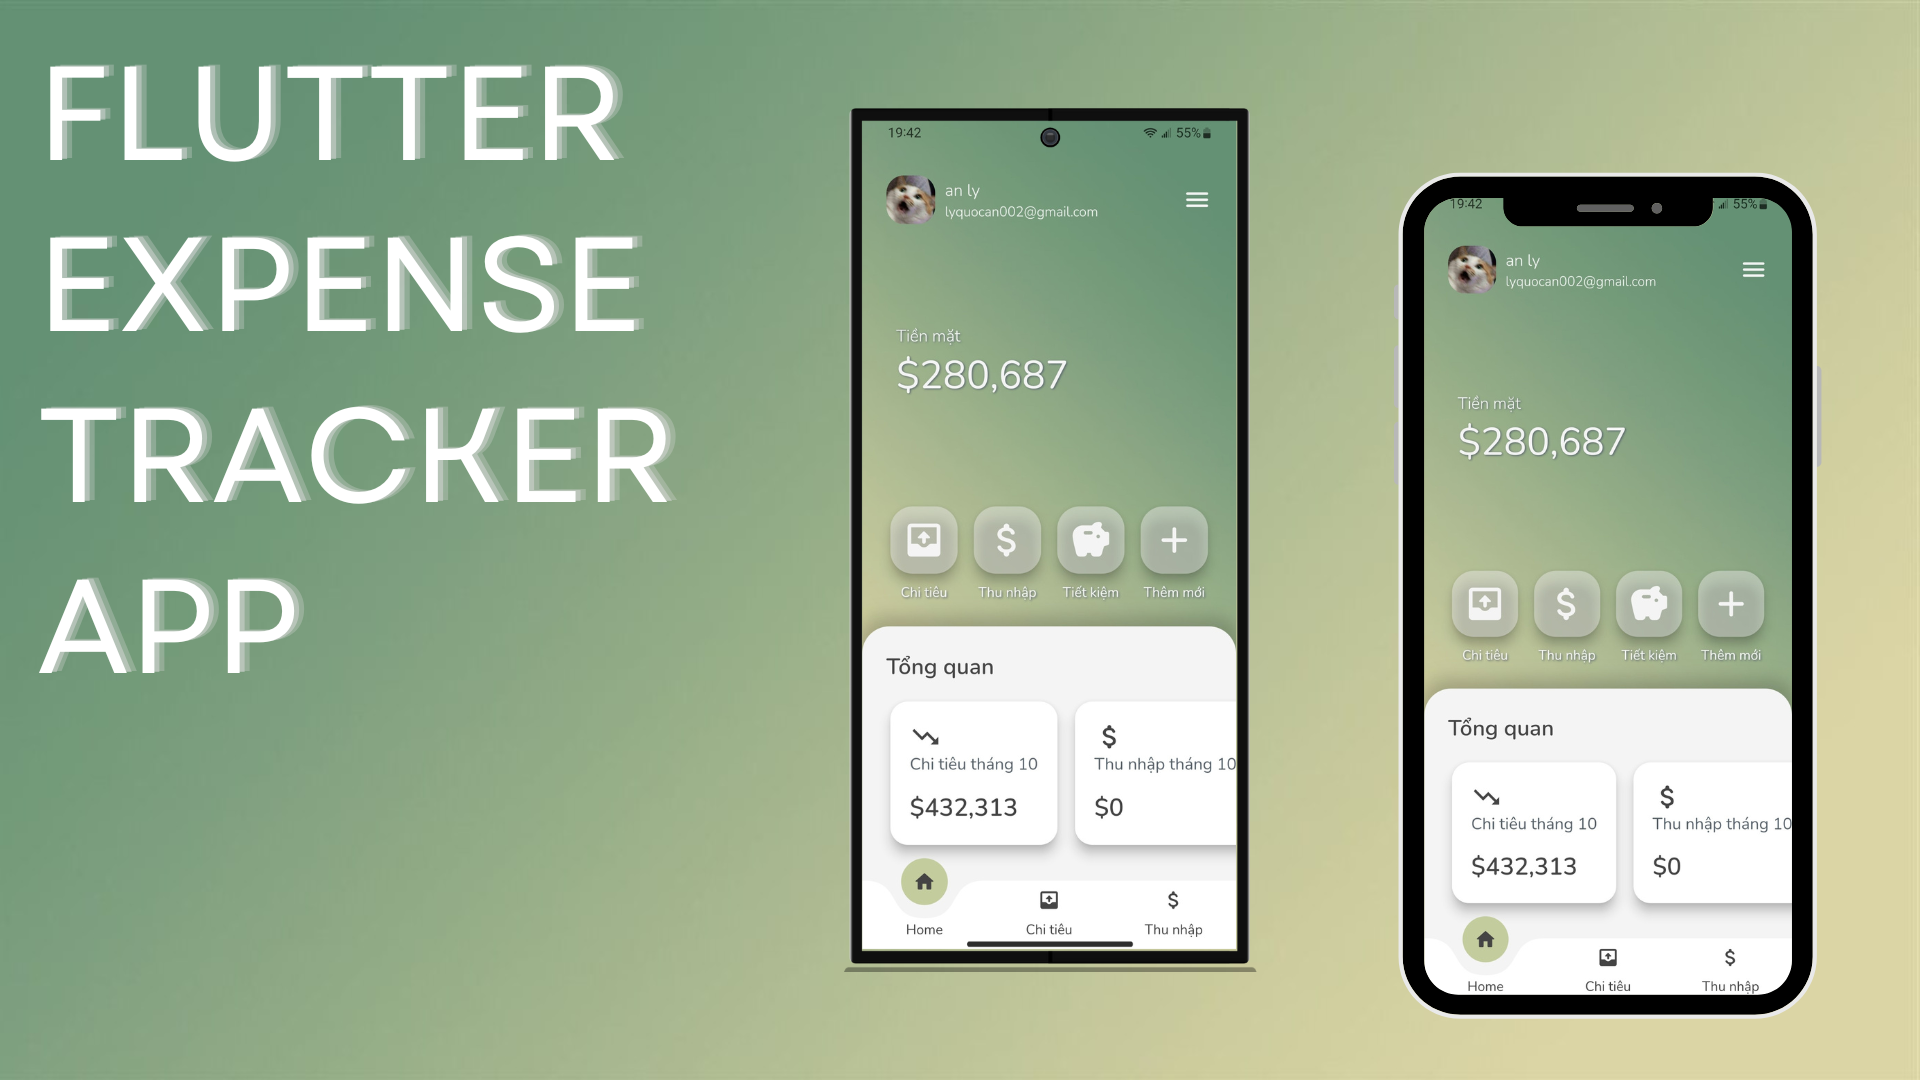 FLUTTER
EXPENSE
TRACKER
APP
19:42
55%
an ly
lyquocan002@gmail.com
Tiền mặt
$280,687
Chi tiêu
Thu nhập
Tiết kiệm
Thêm mới
Tổng quan
Chi tiêu tháng 10
$432,313
Thu nhập tháng 10
$0
Home
Chi tiêu
Thu nhập
19:42
55%
an ly
lyquocan002@gmail.com
Tiền mặt
$280,687
Chi tiêu
Thu nhập
Tiết kiệm
Thêm mới
Tổng quan
Chi tiêu tháng 10
$432,313
Thu nhập tháng 10
$0
Home
Chi tiêu
Thu nhập